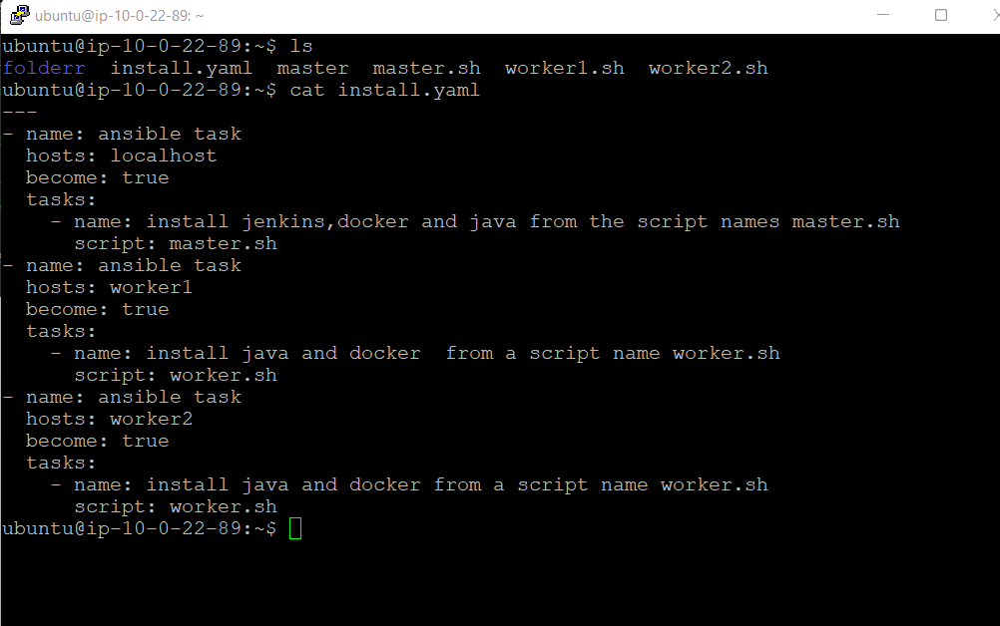 ubuntu@ip-10-0-22-89: ~
ubuntu@ip-10-0-22-89:~$ ls
folderr  install.yaml  master  master.sh  worker1.sh  worker2.sh
ubuntu@ip-10-0-22-89:~$ cat install.yaml
---
- name: ansible task
  hosts: localhost
  become: true
  tasks:
    - name: install jenkins,docker and java from the script names master.sh
      script: master.sh
- name: ansible task
  hosts: worker1
  become: true
  tasks:
    - name: install java and docker  from a script name worker.sh
      script: worker.sh
- name: ansible task
  hosts: worker2
  become: true
  tasks:
    - name: install java and docker from a script name worker.sh
      script: worker.sh
ubuntu@ip-10-0-22-89:~$